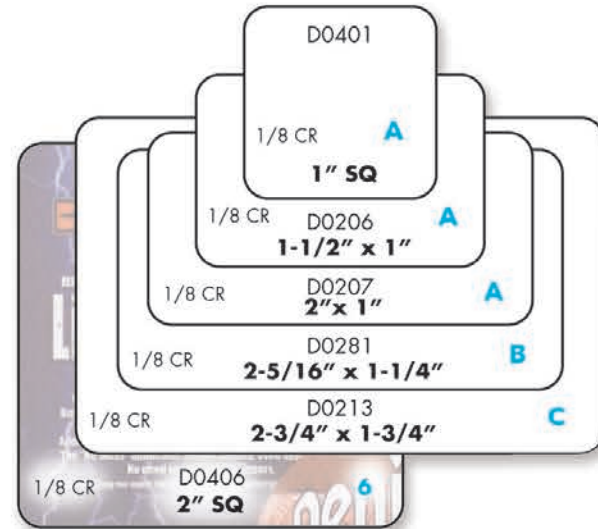 D0401
1/8 CR A
1” SQ
1/8 CR A
D0206
1-1/2” x 1”
1/8 CR A
D0207
2”x 1”
1/8 CR B
D0281
2-5/16” x 1-1/4”
1/8 CR C
D0213
2-3/4” x 1-3/4”
1/8 CR 6
D0406
2” SQ